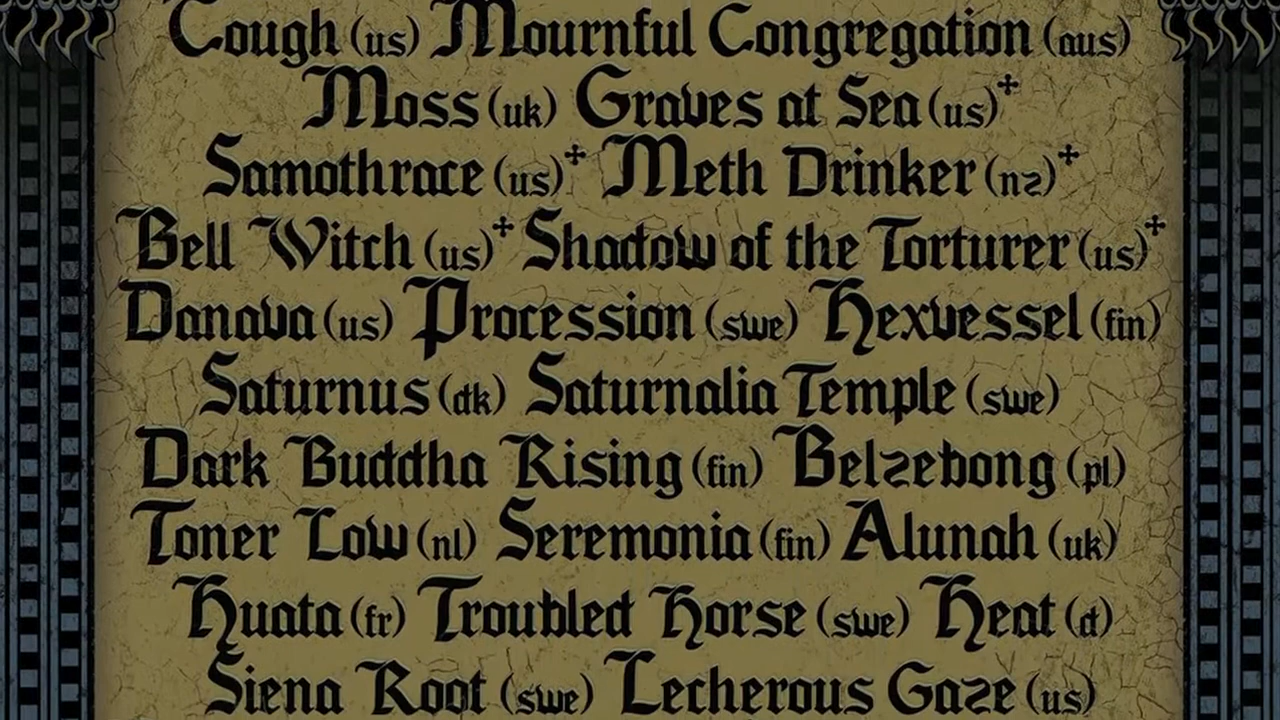 Cough (us) Mournful Congregation (aus)
Moss (uk) Graves at Sea (us)+
Samothrace (us)+ Meth Drinker (nz)+
Bell Witch (us)+ Shadow of the Torturer (us)+
Danava (us) Procession (swe) Hexvessel (fin)
Saturnus (dk) Saturnalia Temple (swe)
Dark Buddha Rising (fin) Belzebong (pl)
Toner Low (nl) Seremonia (fin) Alunah (uk)
Huata (fr) Troubled Horse (swe) Heat (d)
Siena Root (swe) Lecherous Gaze (us)